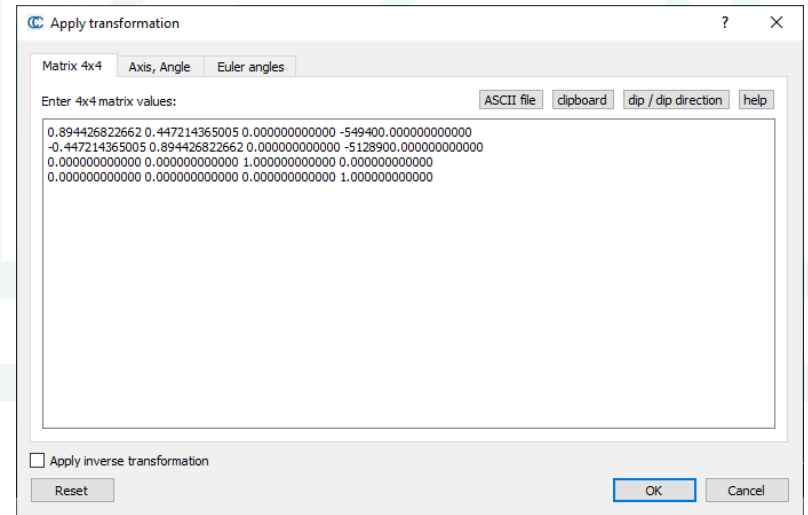 Apply transformation ?
Matrix 4x4 Axis, Angle Euler angles
Enter 4x4 matrix values: ASCII file clipboard dip / dip direction help
0.894426822662 0.447214365005 0.000000000000 -549400.000000000000
-0.447214365005 0.894426822662 0.000000000000 -5128900.000000000000
0.000000000000 0.000000000000 1.000000000000 0.000000000000
0.000000000000 0.000000000000 0.000000000000 1.000000000000
Apply inverse transformation
Reset OK Cancel